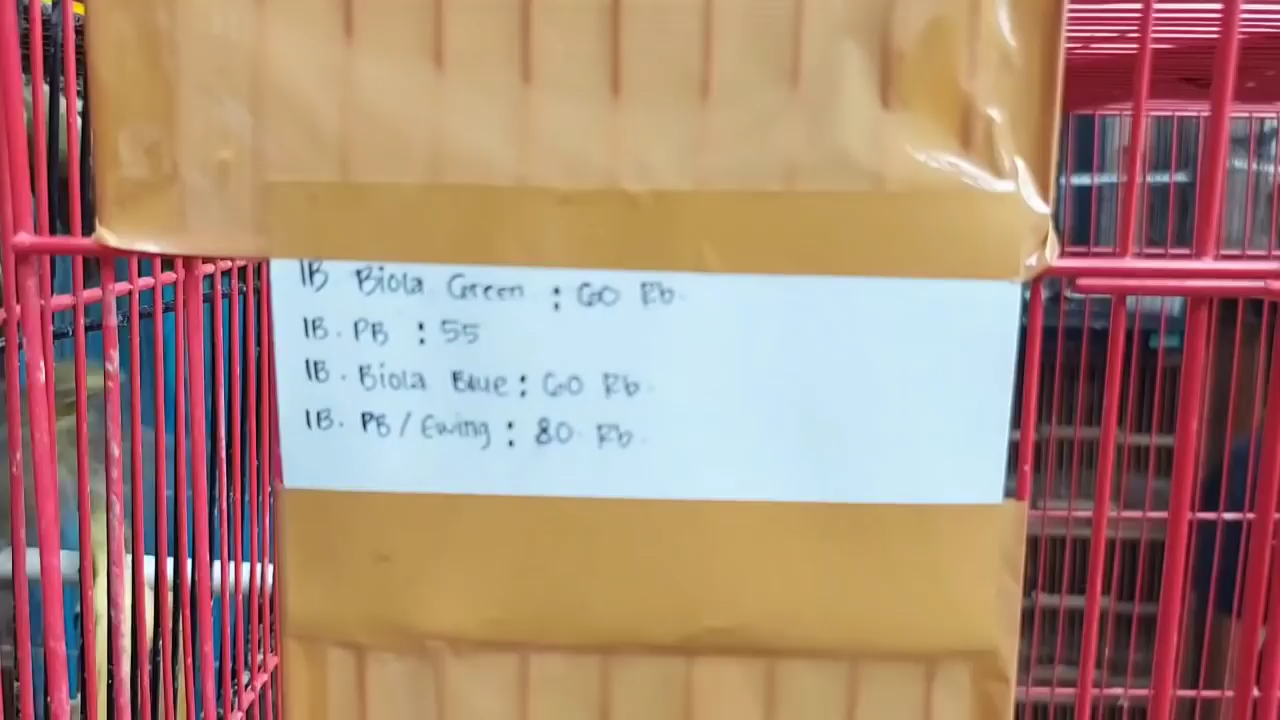 IB Biola Green : 60 Rb.
IB. PB : 55
IB. Biola Blue : 60 Rb.
IB. PB / Ewing : 80 Rb.